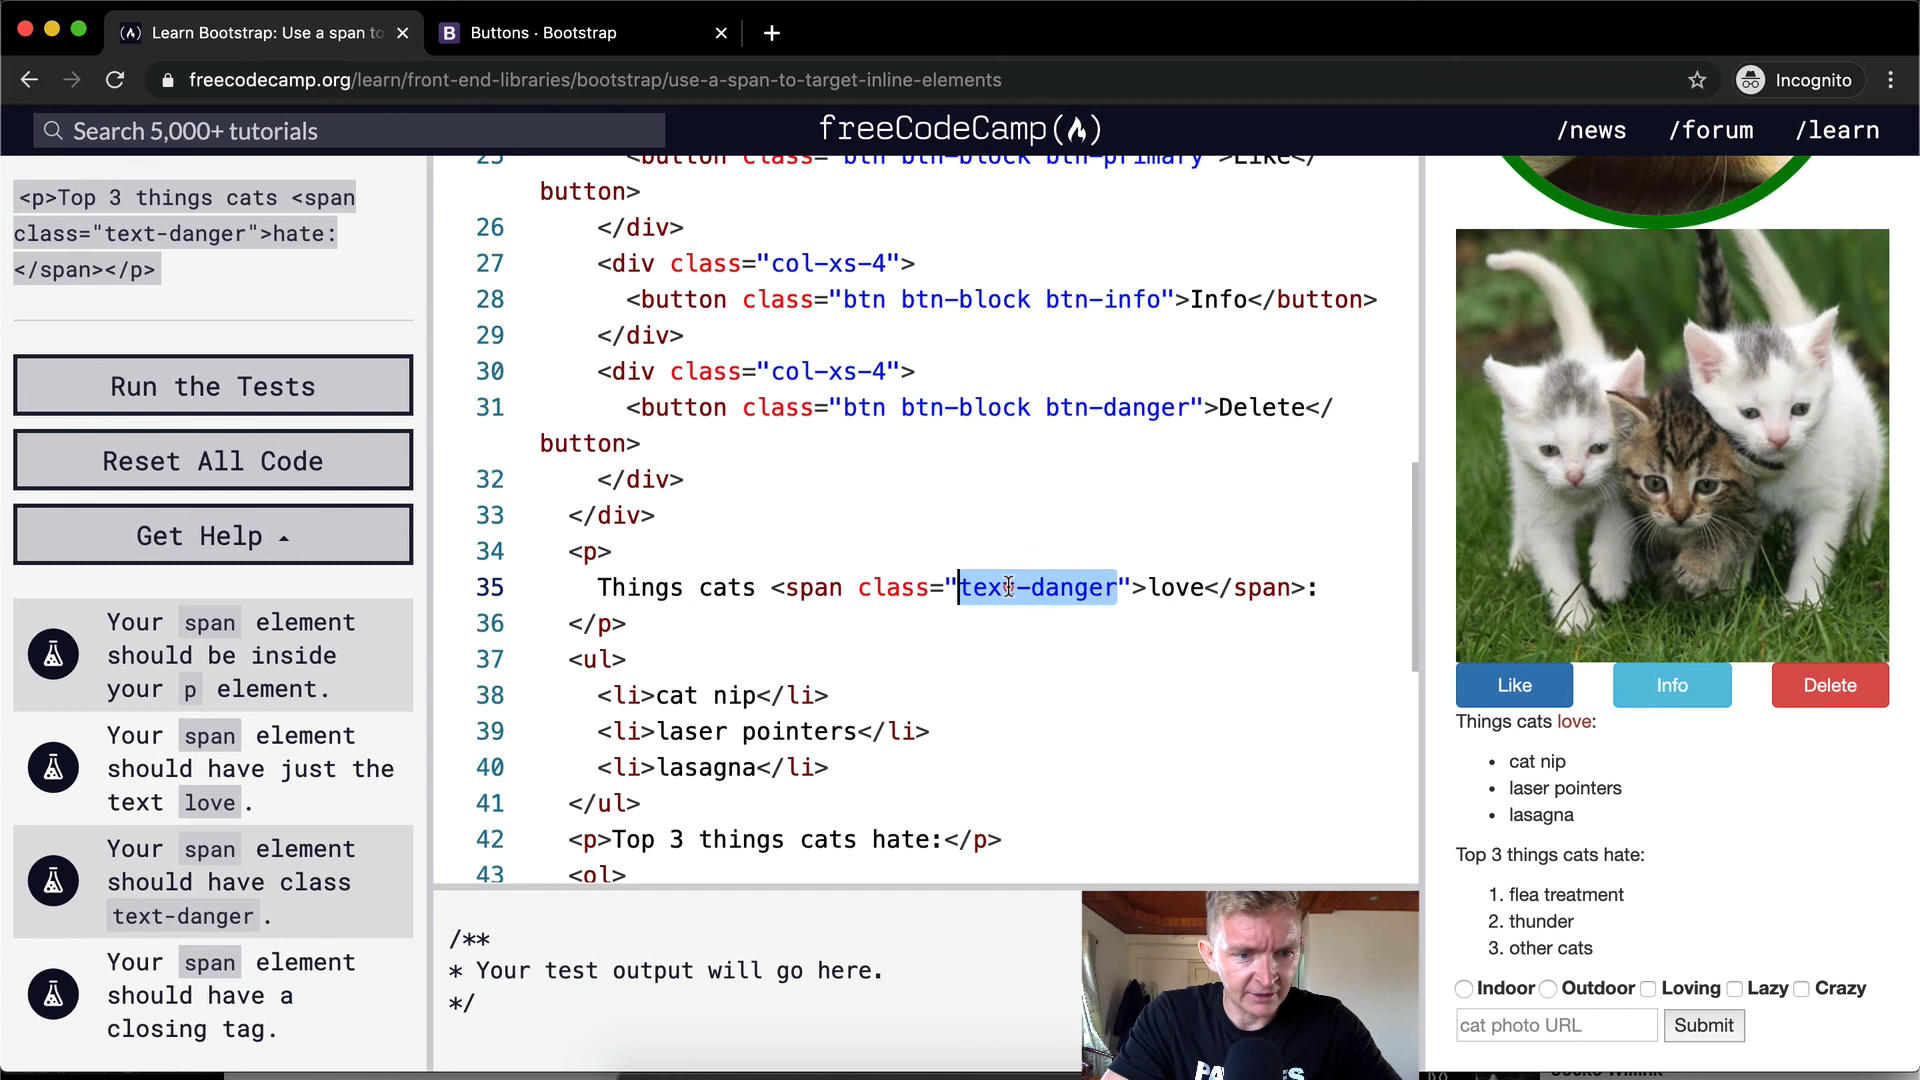 Learn Bootstrap: Use a span to
Buttons · Bootstrap
freecodecamp.org/learn/front-end-libraries/bootstrap/use-a-span-to-target-inline-elements
Incognito
Search 5,000+ tutorials
freeCodeCamp
/news
/forum
/learn
<p>Top 3 things cats <span
class="text-danger">hate:
</span></p>
Run the Tests
Reset All Code
Get Help
Your span element
should be inside
your p element.
Your span element
should have just the
text love.
Your span element
should have class
text-danger.
Your span element
should have a
closing tag.
25 <button class="btn btn-block btn-primary">Like</
button>
26 </div>
27 <div class="col-xs-4">
28 <button class="btn btn-block btn-info">Info</button>
29 </div>
30 <div class="col-xs-4">
31 <button class="btn btn-block btn-danger">Delete</
button>
32 </div>
33 </div>
34 <p>
35 Things cats <span class="text-danger">love</span>:
36 </p>
37 <ul>
38 <li>cat nip</li>
39 <li>laser pointers</li>
40 <li>lasagna</li>
41 </ul>
42 <p>Top 3 things cats hate:</p>
43 <ol>
/**
* Your test output will go here.
*/
Like
Info
Delete
Things cats love:
• cat nip
• laser pointers
• lasagna
Top 3 things cats hate:
1. flea treatment
2. thunder
3. other cats
Indoor Outdoor Loving Lazy Crazy
cat photo URL
Submit